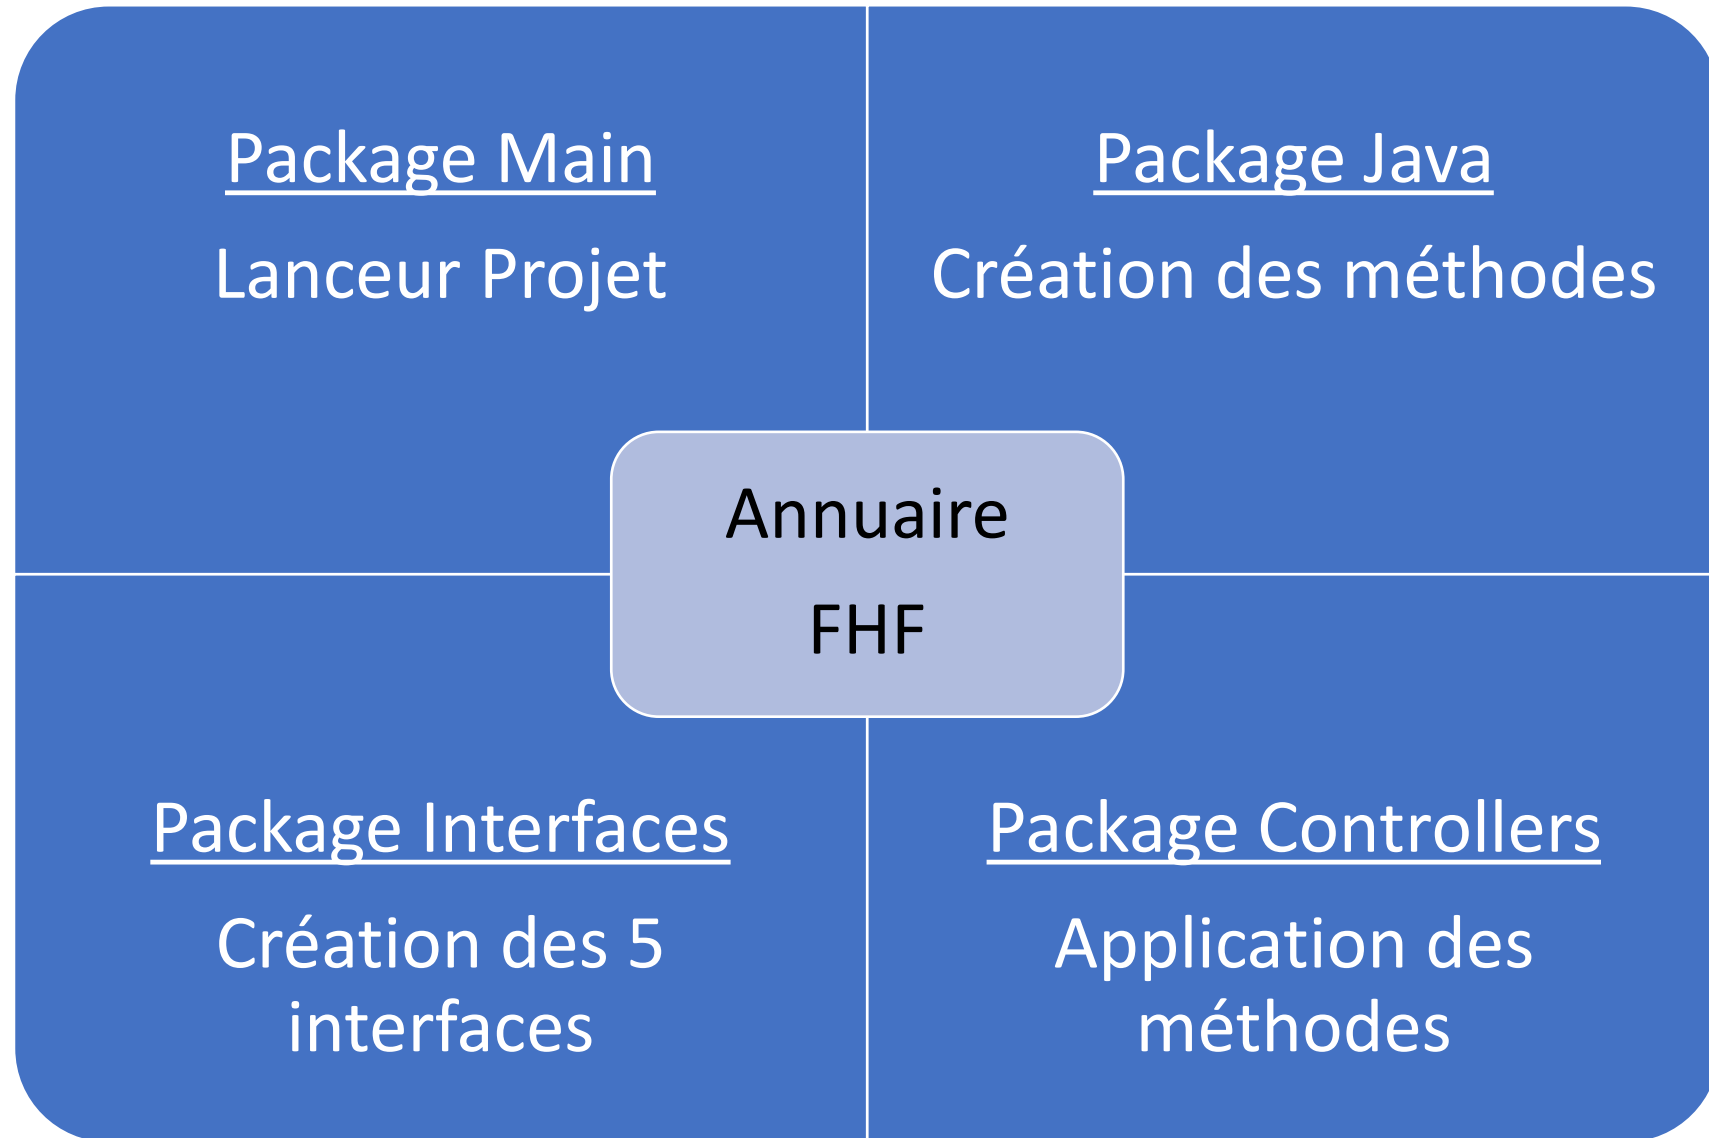 Package Main
Lanceur Projet
Package Java
Création des méthodes
Annuaire
FHF
Package Interfaces
Création des 5
interfaces
Package Controllers
Application des
méthodes